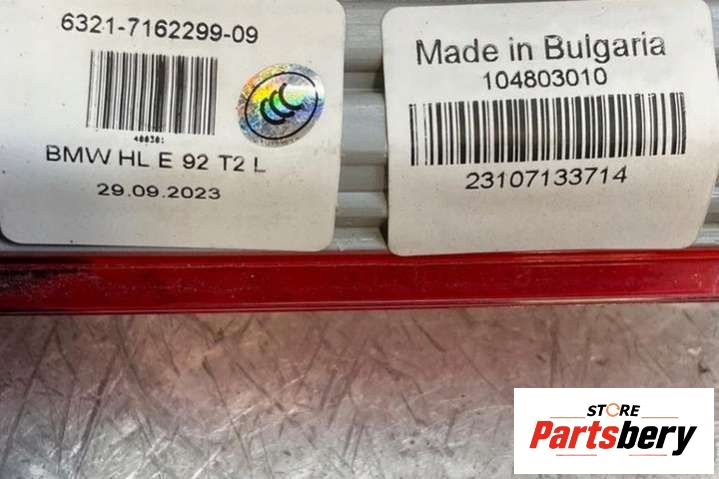 6321-7162299-09
BMW HL E 92 T2 L
29.09.2023
Made in Bulgaria
104803010
23107133714
STORE
Partsbery